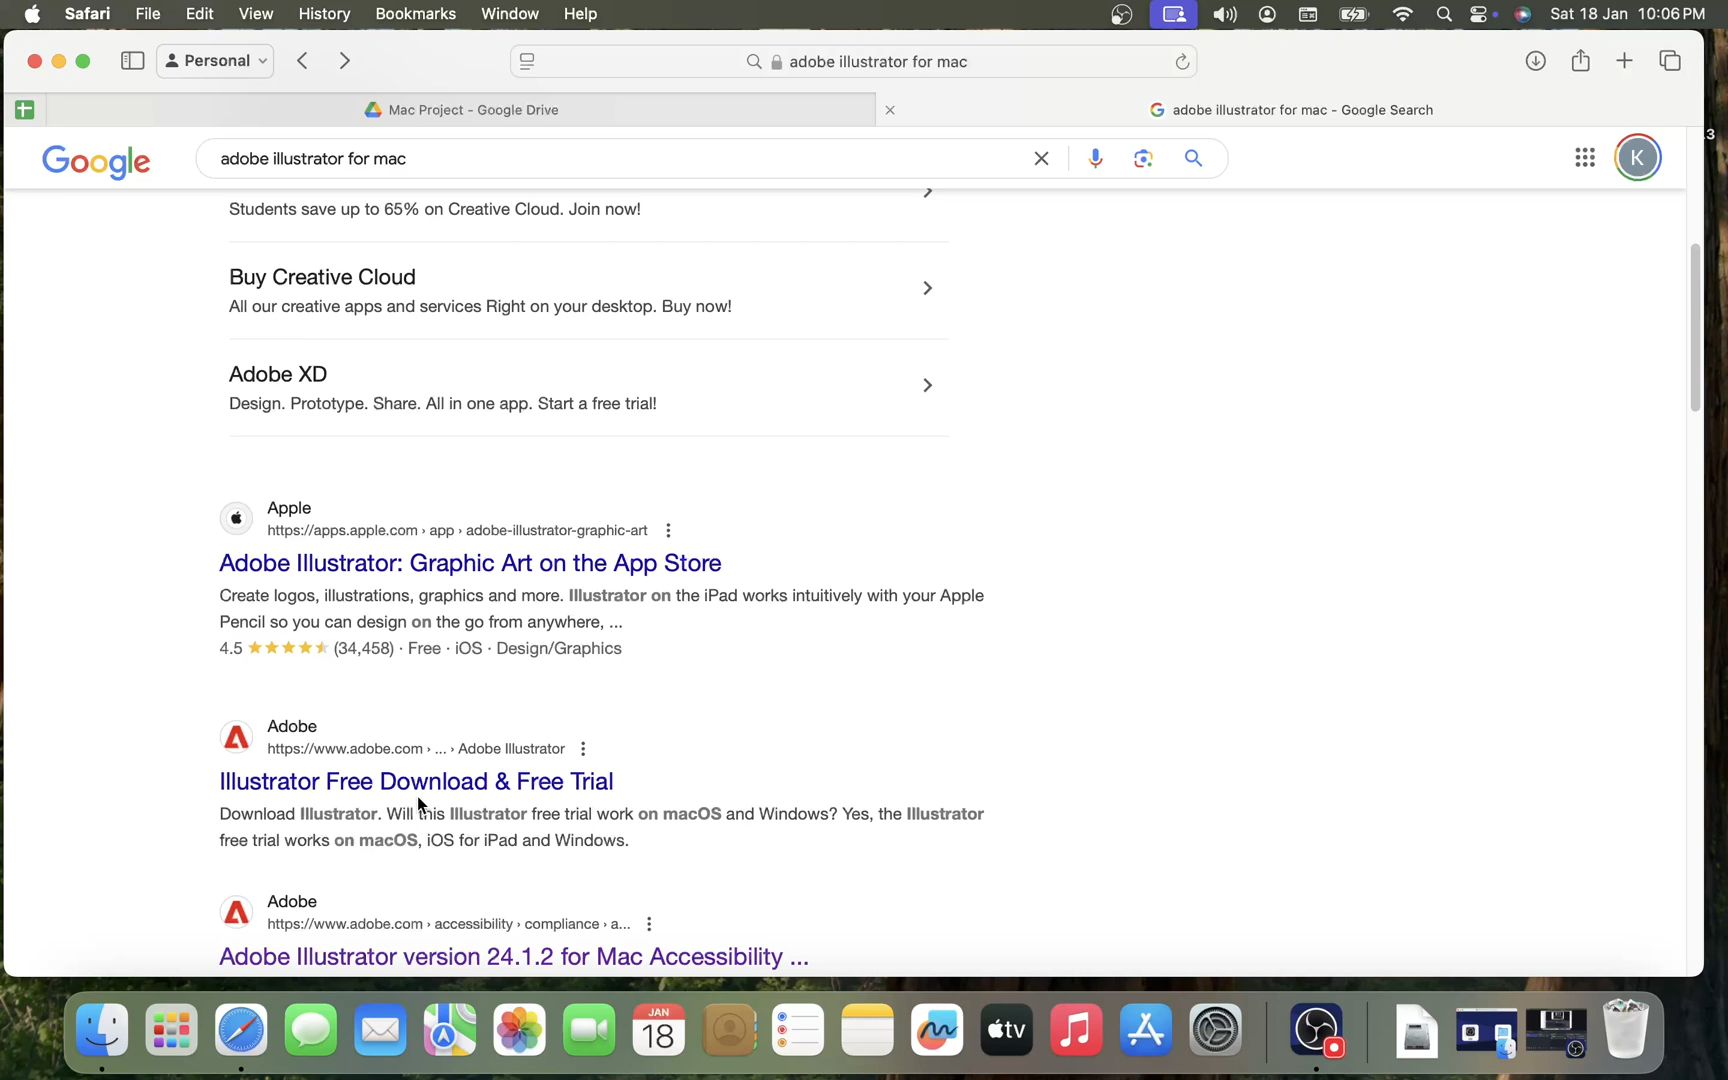 Safari File Edit View History Bookmarks Window Help Sat 18 Jan 10:06 PM
Personal adobe illustrator for mac
Mac Project - Google Drive adobe illustrator for mac - Google Search
Google adobe illustrator for mac K
Students save up to 65% on Creative Cloud. Join now!
Buy Creative Cloud
All our creative apps and services Right on your desktop. Buy now!
Adobe XD
Design. Prototype. Share. All in one app. Start a free trial!
Apple
https://apps.apple.com › app › adobe-illustrator-graphic-art
Adobe Illustrator: Graphic Art on the App Store
Create logos, illustrations, graphics and more. Illustrator on the iPad works intuitively with your Apple
Pencil so you can design on the go from anywhere, ...
4.5 (34,458) · Free · iOS · Design/Graphics
Adobe
https://www.adobe.com › ... › Adobe Illustrator
Illustrator Free Download & Free Trial
Download Illustrator. Will this Illustrator free trial work on macOS and Windows? Yes, the Illustrator
free trial works on macOS, iOS for iPad and Windows.
Adobe
https://www.adobe.com › accessibility › compliance › a...
Adobe Illustrator version 24.1.2 for Mac Accessibility ...
JAN
18
tv